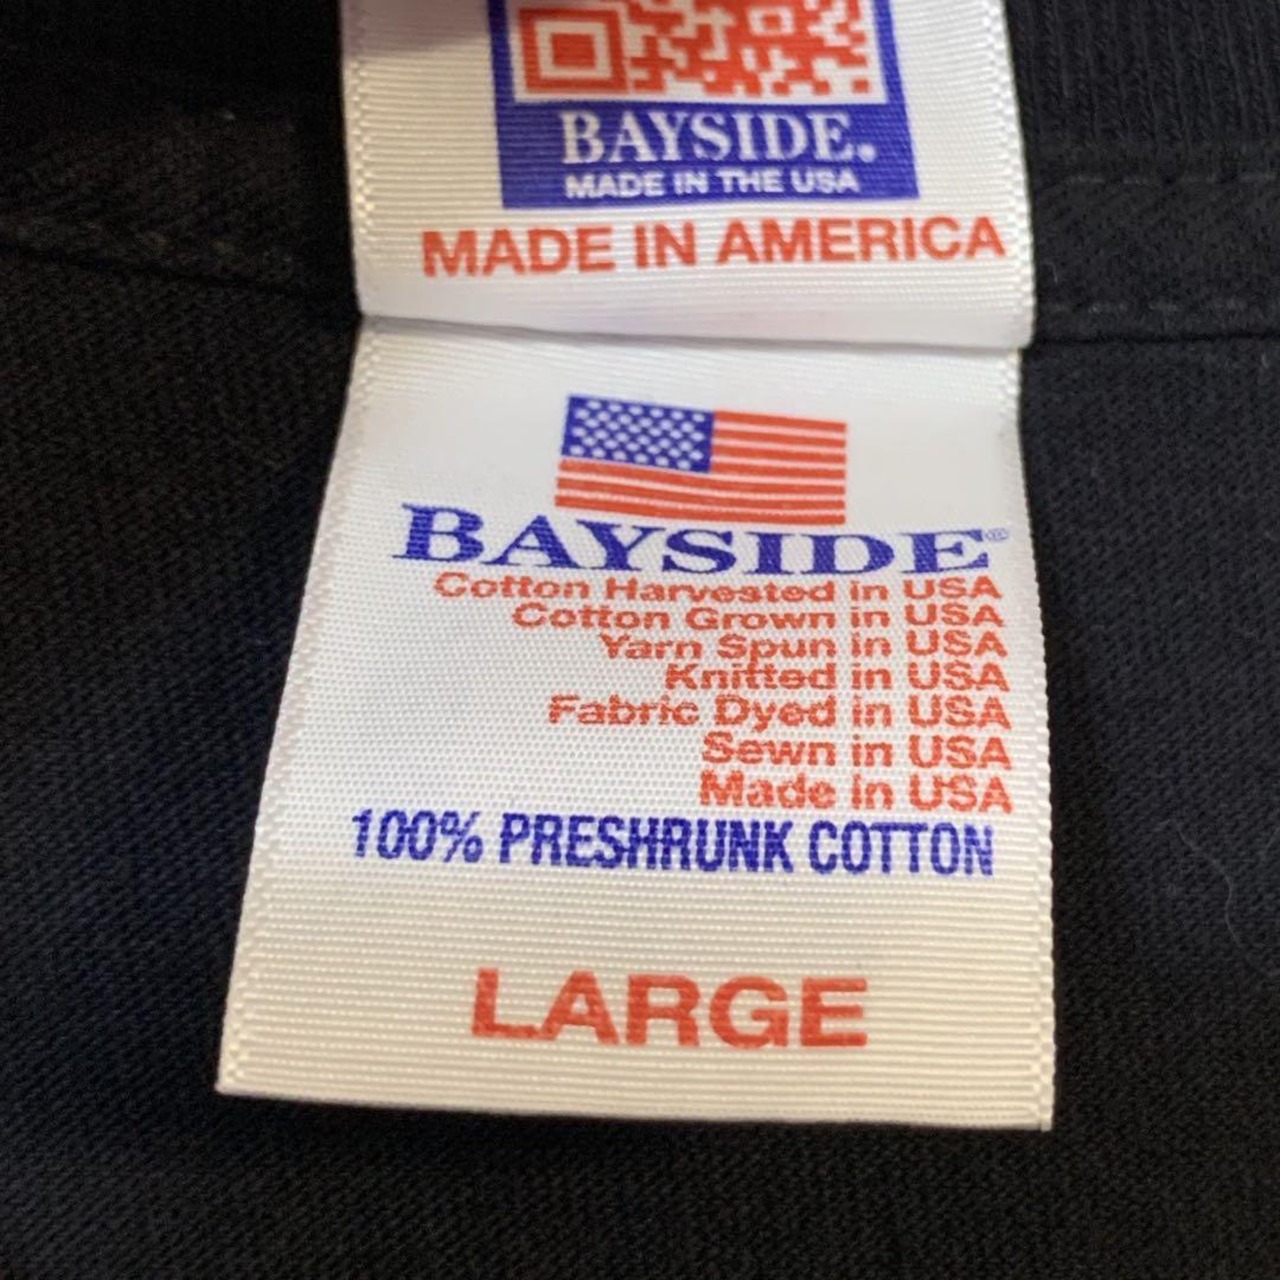 BAYSIDE.
MADE IN THE USA
MADE IN AMERICA
BAYSIDE®
Cotton Harvested in USA
Cotton Grown in USA
Yarn Spun in USA
Knitted in USA
Fabric Dyed in USA
Sewn in USA
Made in USA
100% PRESHRUNK COTTON
LARGE